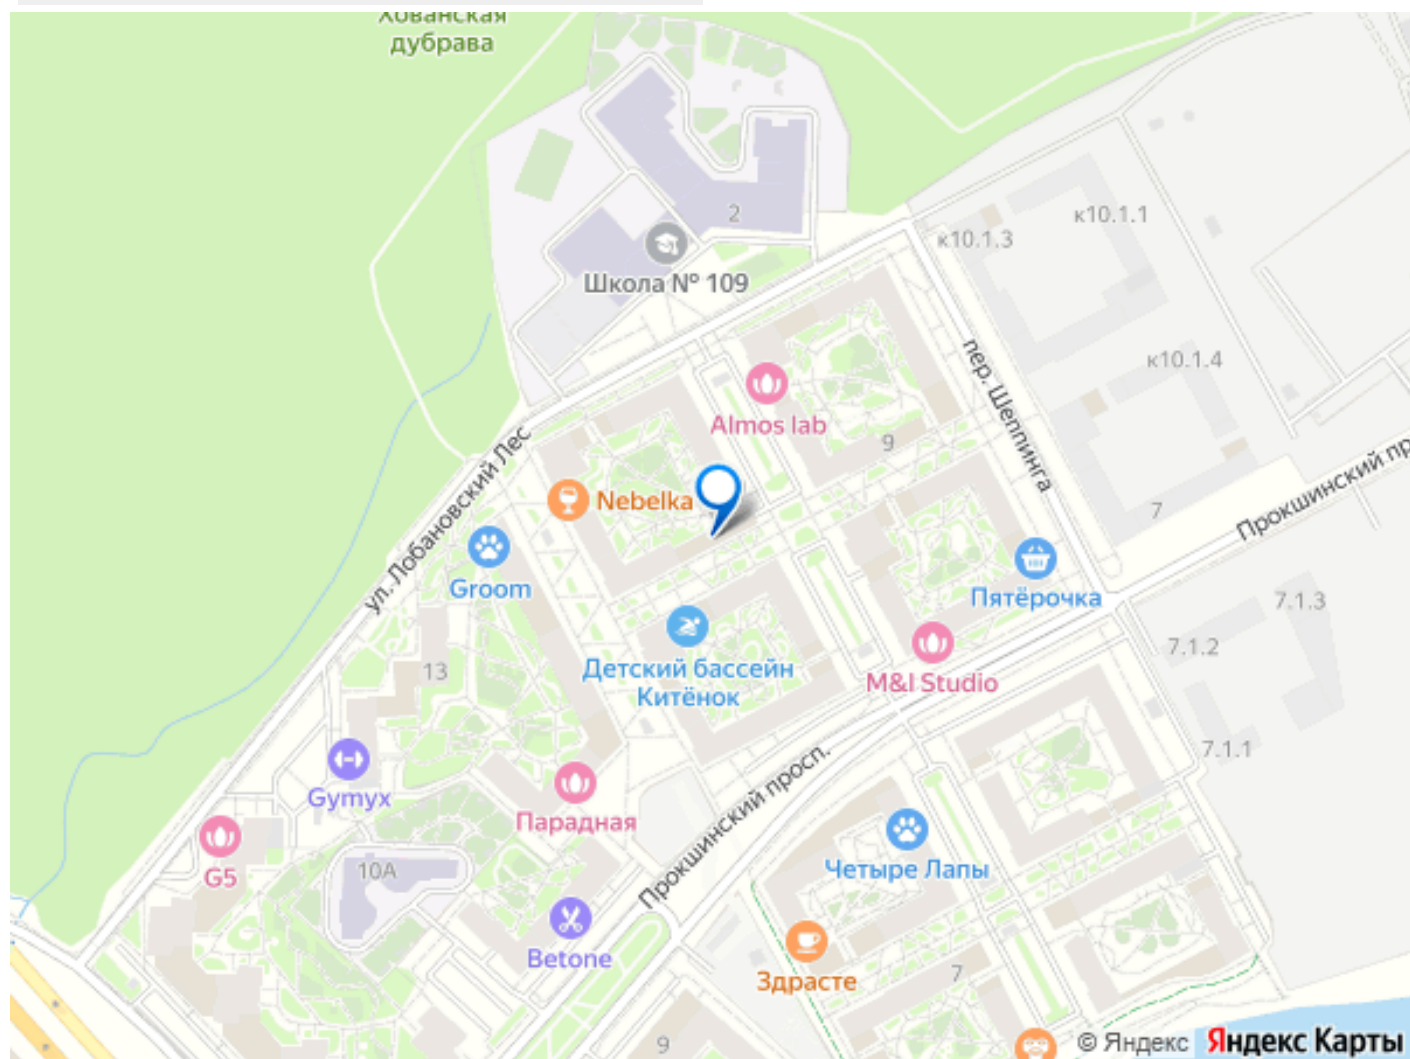 Хованская
дубрава
2
Школа № 109
к10.1.1
к10.1.3
к10.1.4
пер. Шеппинга
Almos lab
9
ул. Лобановский Лес
Nebelka
Groom
7
Прокшинский пр
Пятёрочка
7.1.3
7.1.2
7.1.1
Детский бассейн
Китёнок
M&I Studio
13
Gymyx
Парадная
Прокшинский просп.
G5
10А
Четыре Лапы
Betone
Здрасте
7
9
© Яндекс Яндекс Карты